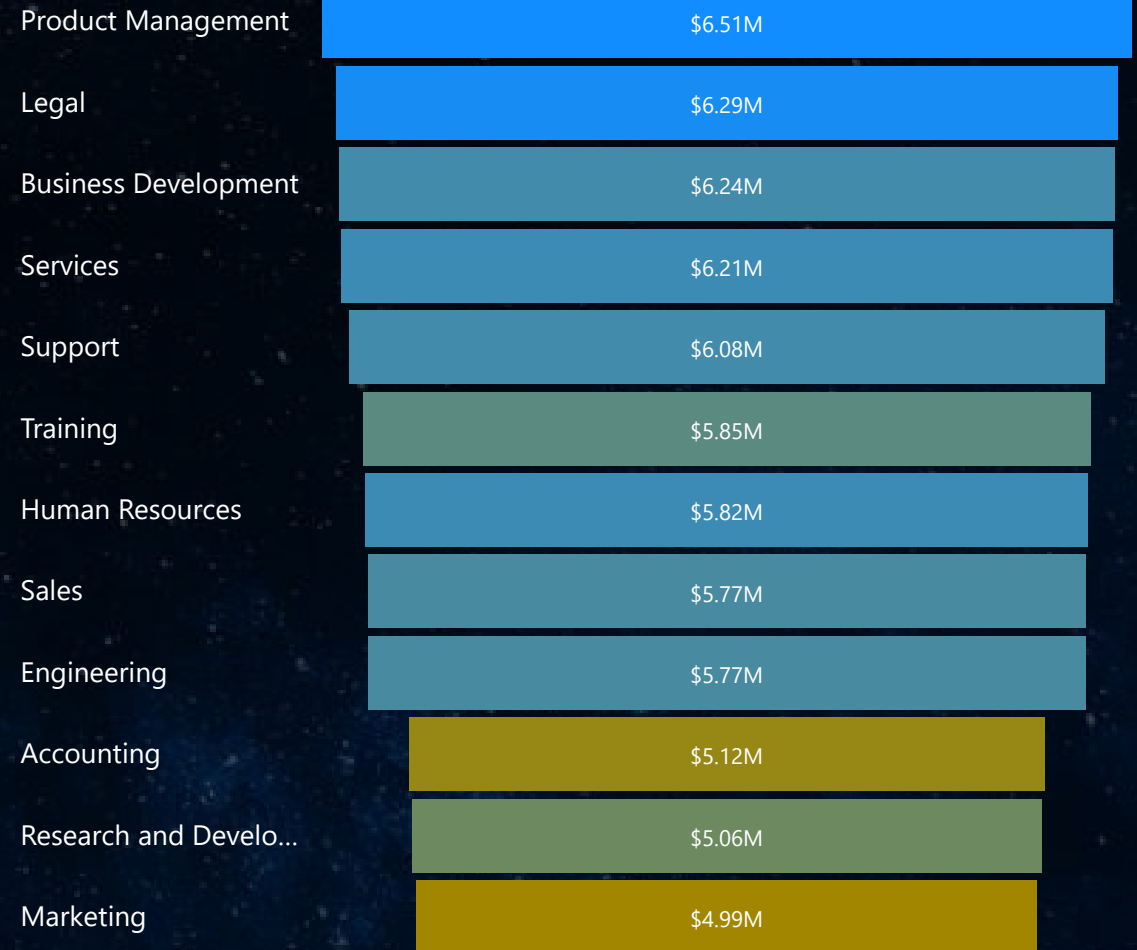 Product Management $6.51M
Legal $6.29M
Business Development $6.24M
Services $6.21M
Support $6.08M
Training $5.85M
Human Resources $5.82M
Sales $5.77M
Engineering $5.77M
Accounting $5.12M
Research and Develo... $5.06M
Marketing $4.99M